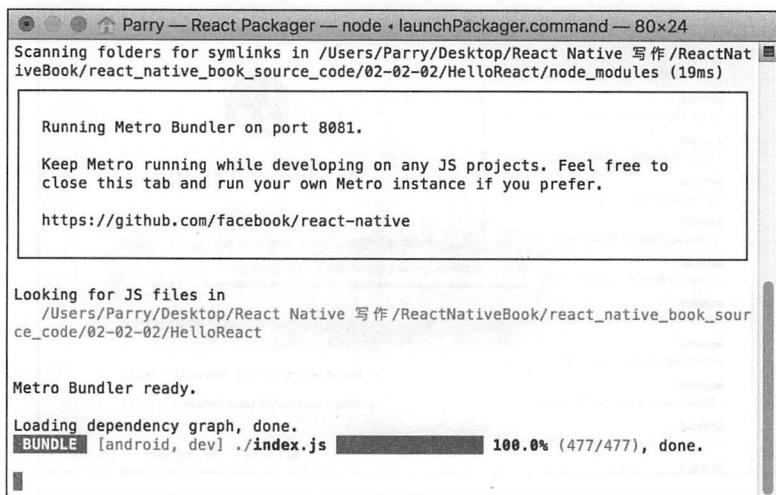 Parry — React Packager — node ◂ launchPackager.command — 80×24
Scanning folders for symlinks in /Users/Parry/Desktop/React Native 写作/ReactNat
iveBook/react_native_book_source_code/02-02-02/HelloReact/node_modules (19ms)
Running Metro Bundler on port 8081.
Keep Metro running while developing on any JS projects. Feel free to
close this tab and run your own Metro instance if you prefer.
https://github.com/facebook/react-native
Looking for JS files in
/Users/Parry/Desktop/React Native 写作/ReactNativeBook/react_native_book_sour
ce_code/02-02-02/HelloReact
Metro Bundler ready.
Loading dependency graph, done.
BUNDLE [android, dev] ./index.js 100.0% (477/477), done.